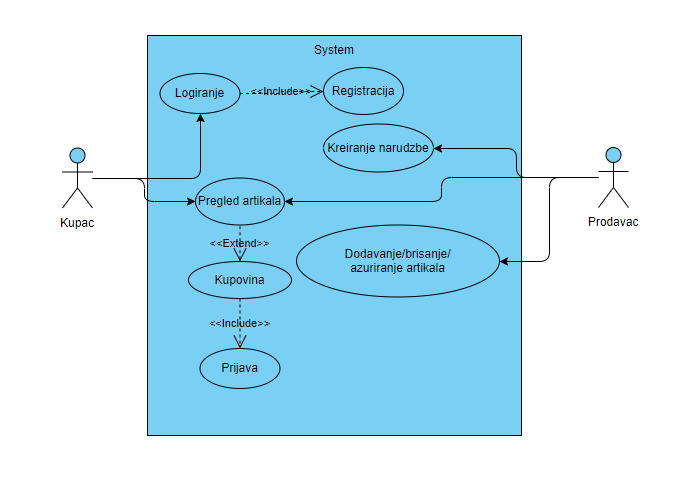 System
Logiranje
<<Include>>
Registracija
Kreiranje narudzbe
Kupac
Pregled artikala
Prodavac
<<Extend>>
Dodavanje/brisanje/
azuriranje artikala
Kupovina
<<Include>>
Prijava